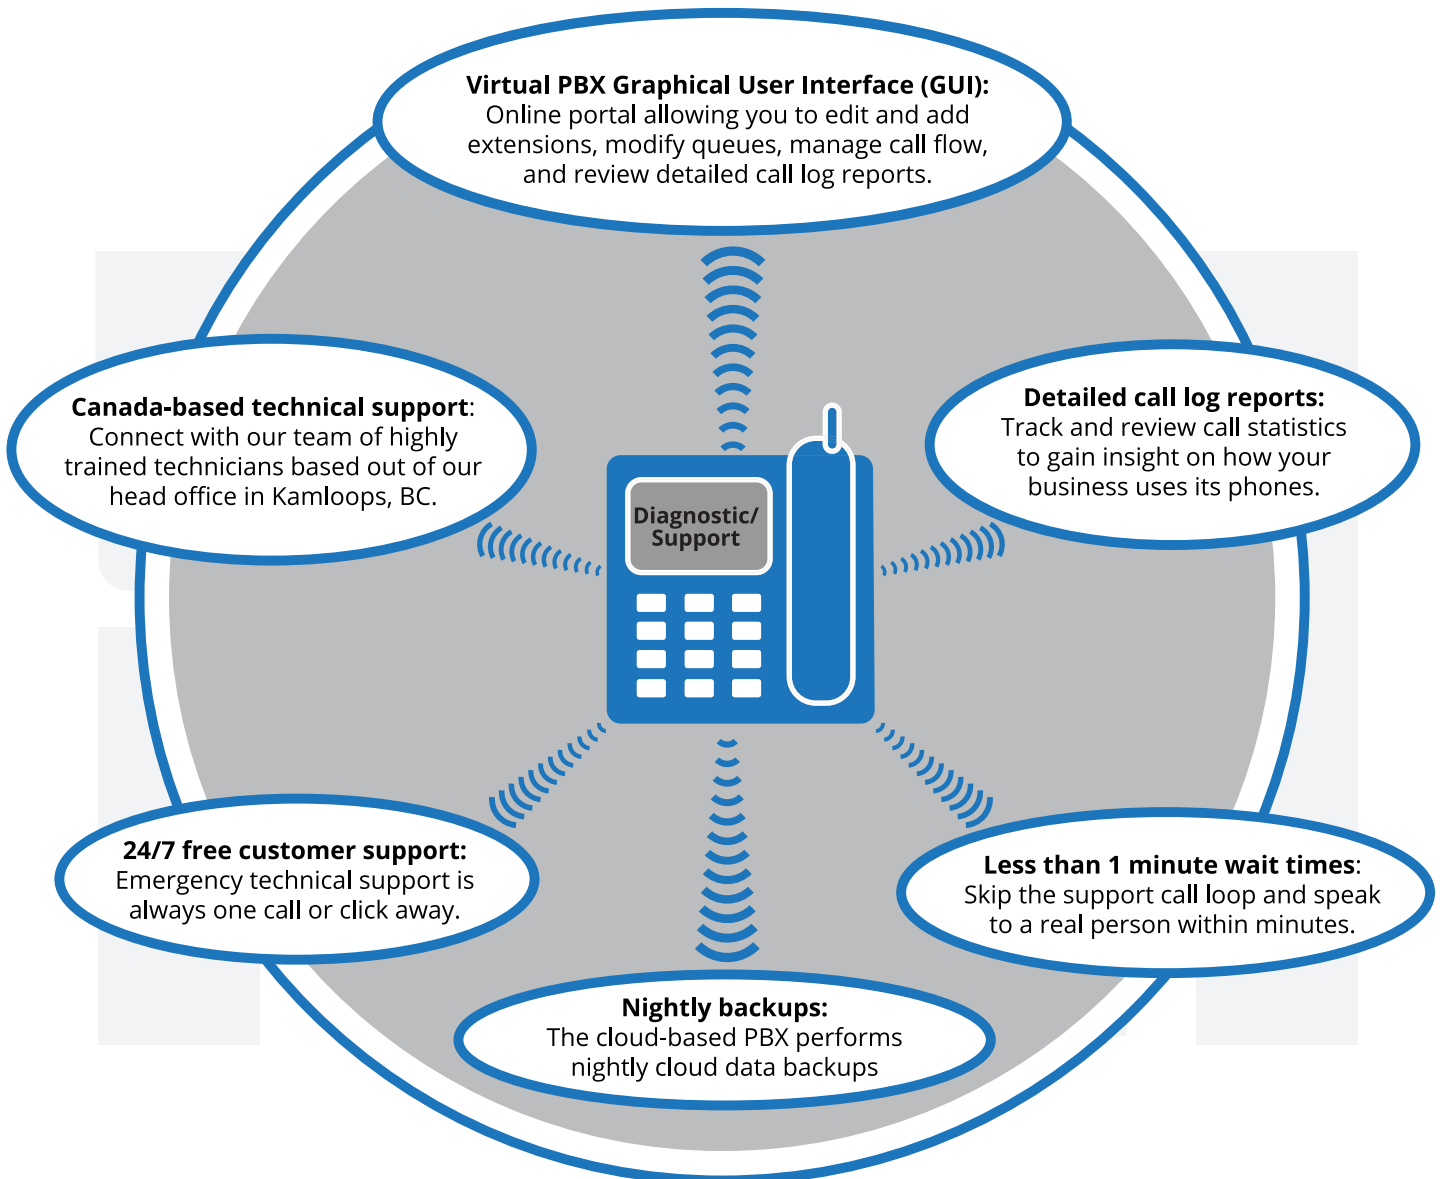 Virtual PBX Graphical User Interface (GUI):
Online portal allowing you to edit and add
extensions, modify queues, manage call flow,
and review detailed call log reports.
Canada-based technical support:
Connect with our team of highly
trained technicians based out of our
head office in Kamloops, BC.
Detailed call log reports:
Track and review call statistics
to gain insight on how your
business uses its phones.
Diagnostic/
Support
24/7 free customer support:
Emergency technical support is
always one call or click away.
Less than 1 minute wait times:
Skip the support call loop and speak
to a real person within minutes.
Nightly backups:
The cloud-based PBX performs
nightly cloud data backups